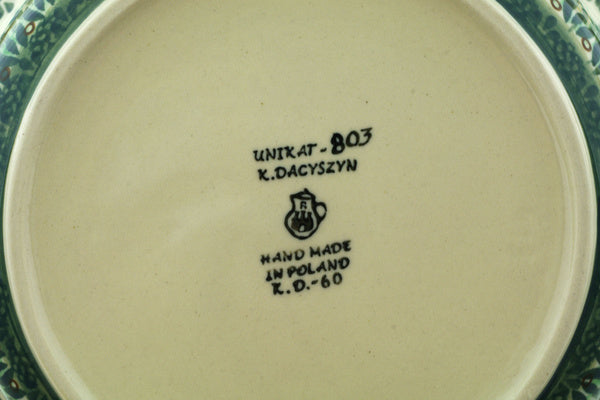 UNIKAT-803
K.DACYSZYN
R
HAND MADE
IN POLAND
K.D.-60